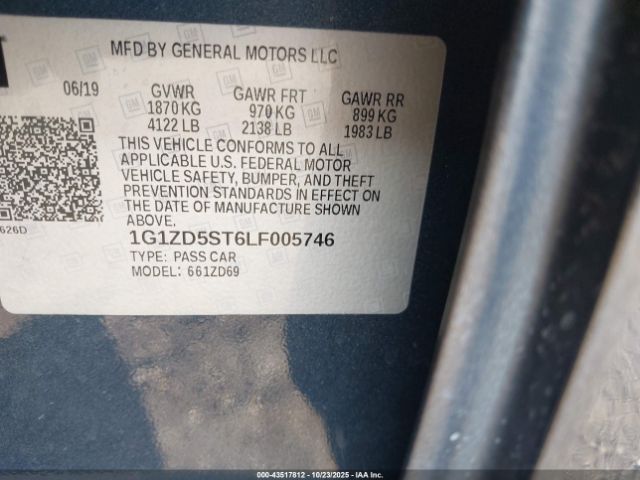 MFD BY GENERAL MOTORS LLC
06/19 GVWR GAWR FRT GAWR RR
1870 KG 970 KG 899 KG
4122 LB 2138 LB 1983 LB
THIS VEHICLE CONFORMS TO ALL
APPLICABLE U.S. FEDERAL MOTOR
VEHICLE SAFETY, BUMPER, AND THEFT
PREVENTION STANDARDS IN EFFECT ON
THE DATE OF MANUFACTURE SHOWN
ABOVE.
626D
1G1ZD5ST6LF005746
TYPE: PASS CAR
MODEL: 661ZD69
000-43517812 - 10/23/2025 - IAAI.com